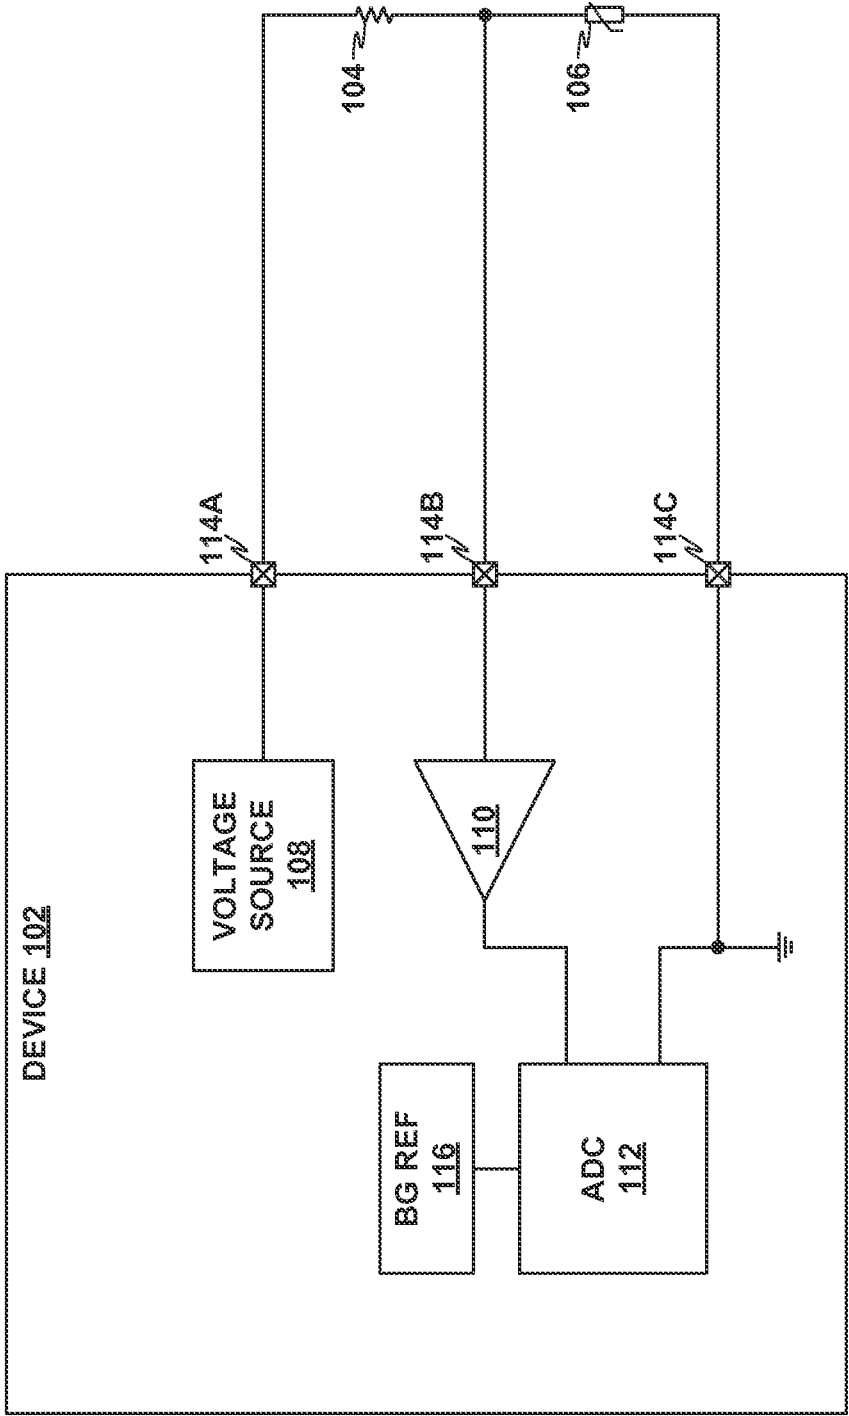 DEVICE 102
VOLTAGE
SOURCE
108
114A
104
BG REF
116
110
114B
106
ADC
112
114C